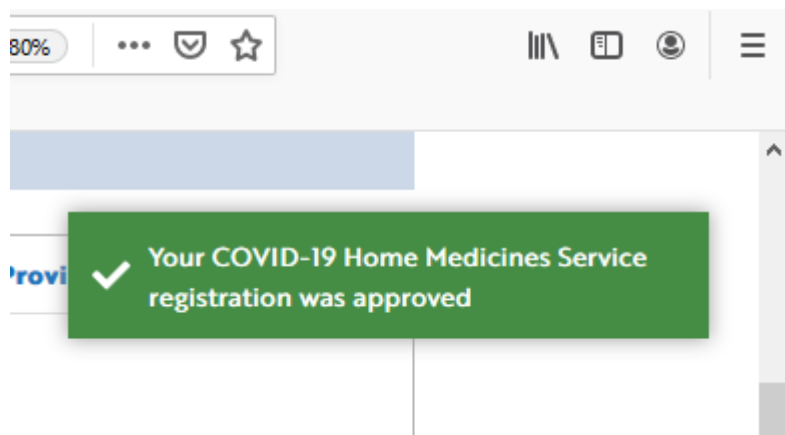 80%
Your COVID-19 Home Medicines Service
registration was approved
Provi